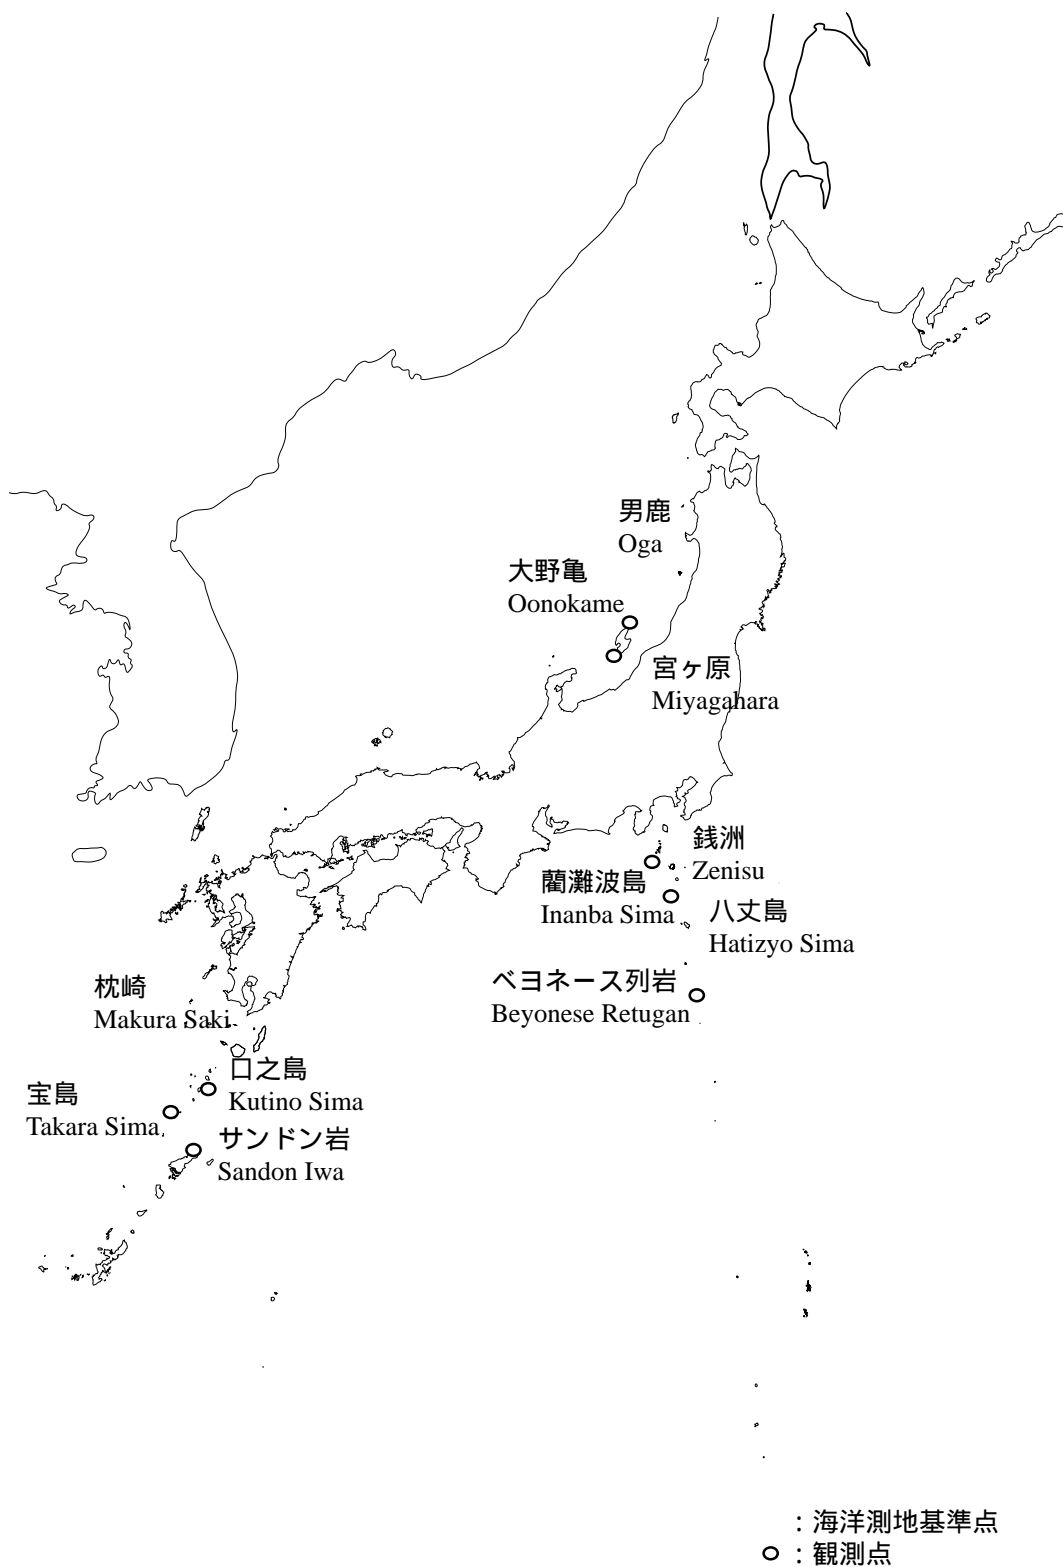 男鹿
Oga
大野亀
Oonokame
宮ヶ原
Miyagahara
銭洲
Zenisu
藺灘波島
Inanba Sima
八丈島
Hatizyo Sima
ベヨネース列岩
Beyonese Retugan
枕崎
Makura Saki
口之島
Kutino Sima
宝島
Takara Sima
サンドン岩
Sandon Iwa
：海洋測地基準点
：観測点